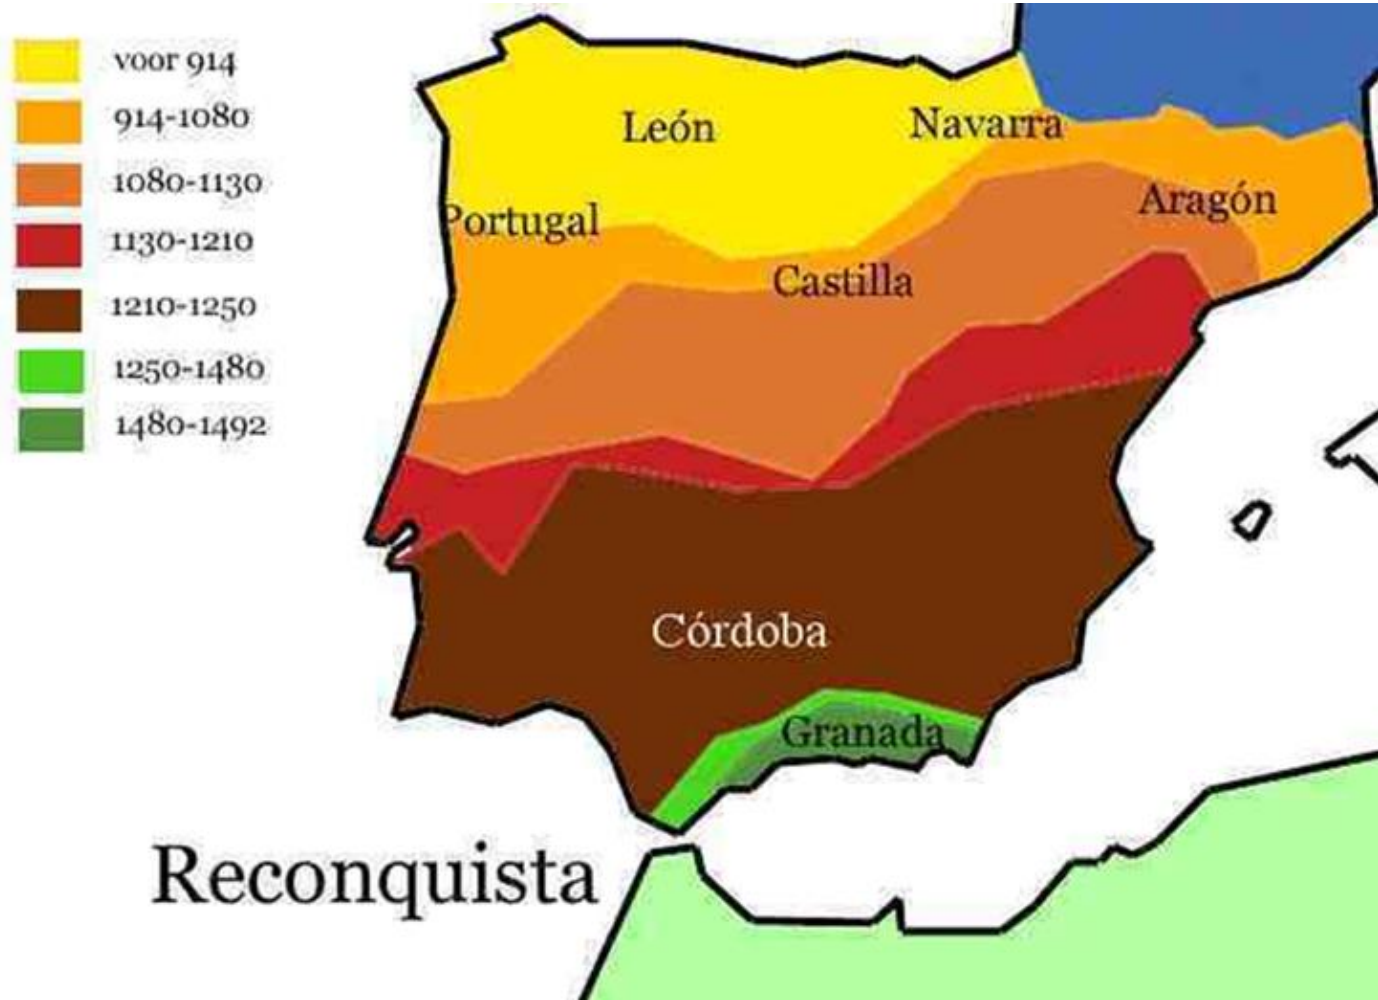 voor 914
914-1080
1080-1130
1130-1210
1210-1250
1250-1480
1480-1492
León
Navarra
Portugal
Aragón
Castilla
Córdoba
Granada
Reconquista